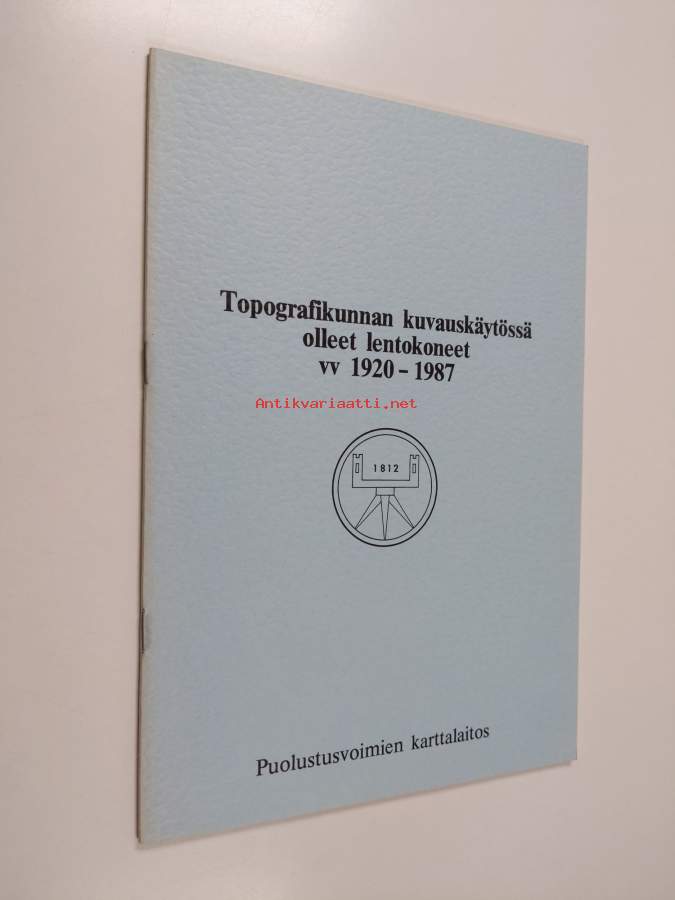 Topografikunnan kuvauskäytössä
olleet lentokoneet
vv 1920 – 1987
Antikvariaatti.net
1812
Puolustusvoimien karttalaitos